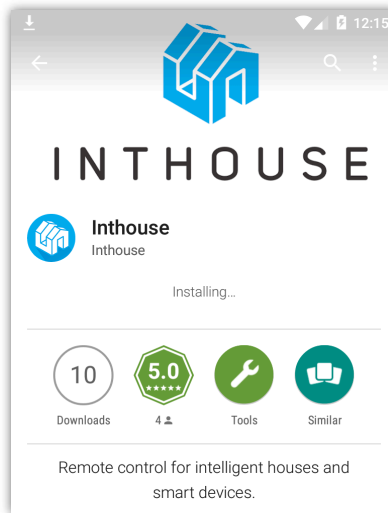 12:15
INTHOUSE
Inthouse
Inthouse
Installing...
10
5.0
Downloads
4
Tools
Similar
Remote control for intelligent houses and
smart devices.